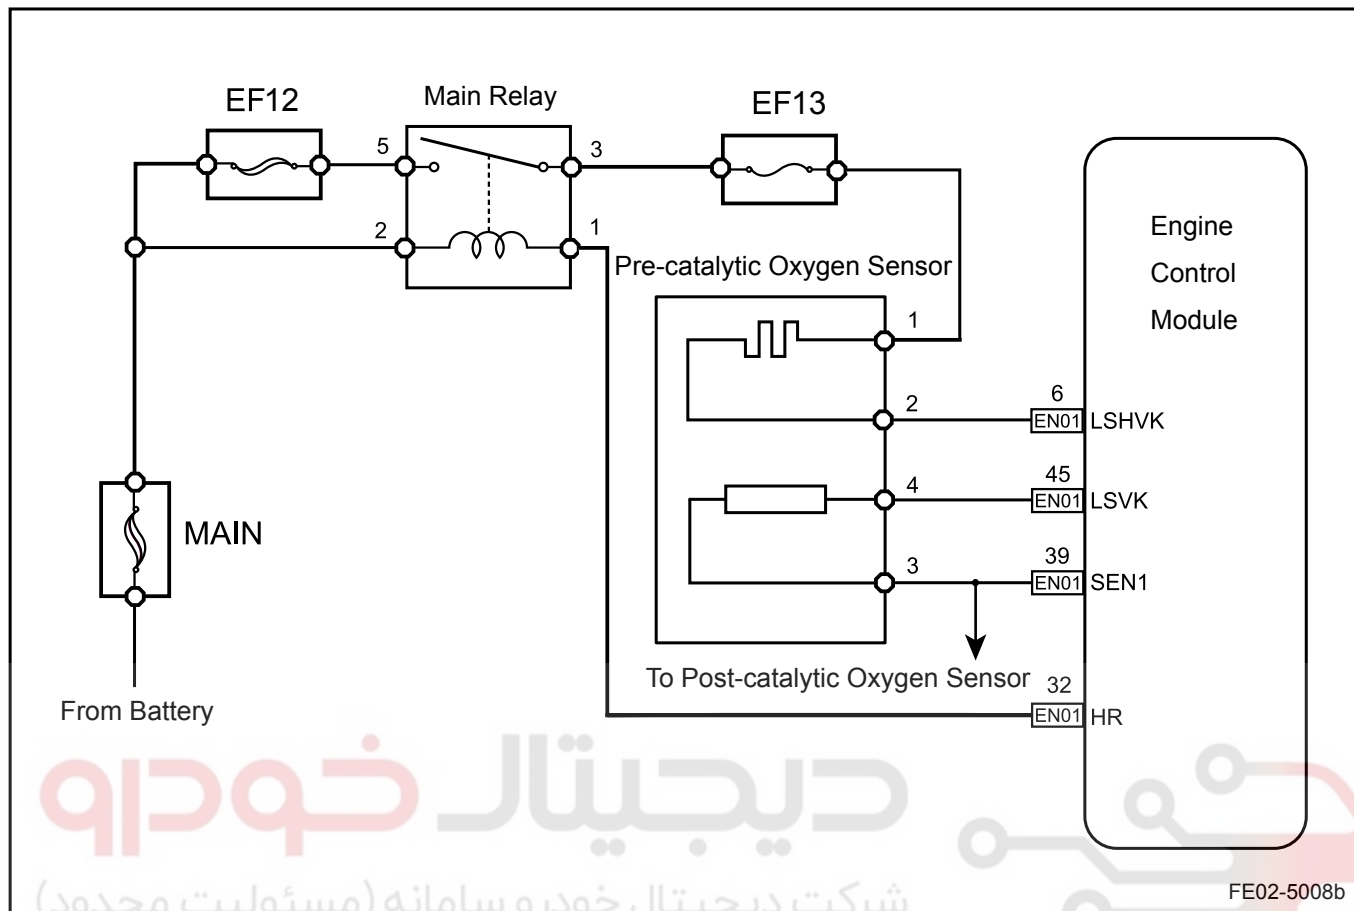 EF12
Main Relay
EF13
5
3
2
1
Engine
Control
Module
Pre-catalytic Oxygen Sensor
1
2
6
EN01
LSHVK
4
45
EN01
LSVK
3
39
EN01
SEN1
MAIN
To Post-catalytic Oxygen Sensor
32
EN01
HR
From Battery
دیجیتال خودرو
شرکت دیجیتال خودرو سامانه (مسئولیت محدود)
FE02-5008b